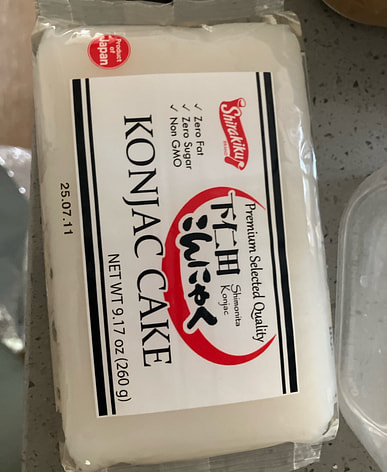 Product
of
Japan
Shirakiku
BRAND
✓ Zero Fat
✓ Zero Sugar
✓ Non GMO
Premium Selected Quality
下仁田
こんにゃく
Shimonita
Konjac
KONJAC CAKE
NET WT 9.17 oz (260 g)
25.07.11